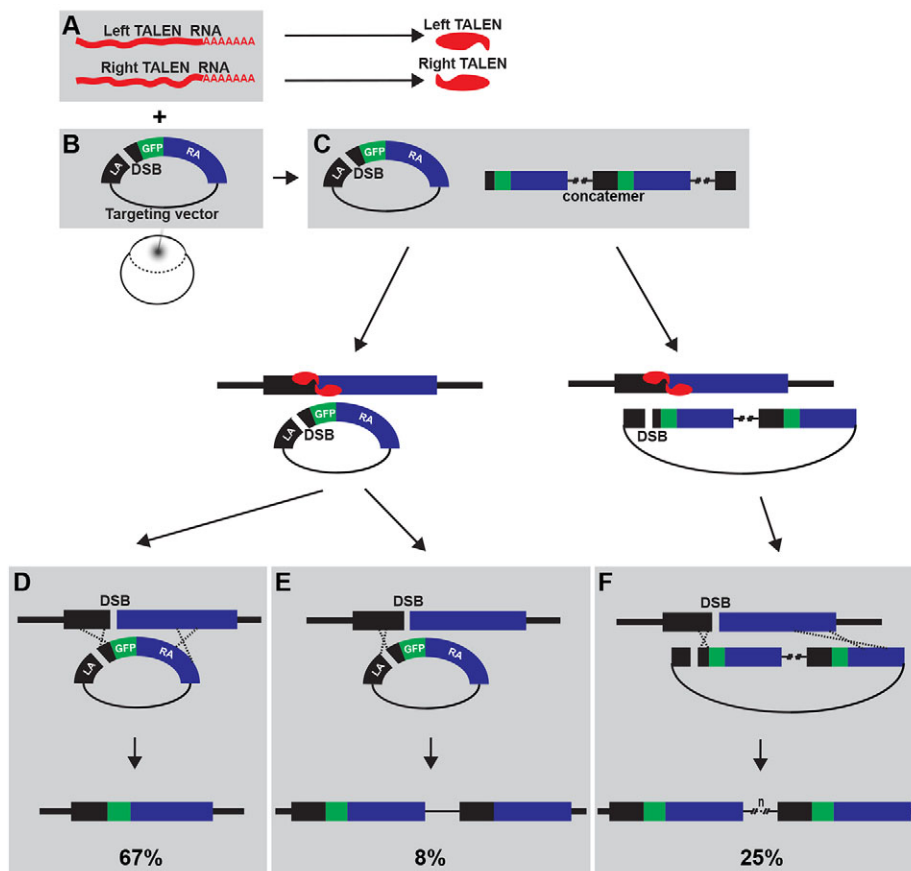 A
Left TALEN RNA
AAAAAAA
Left TALEN
Right TALEN RNA
AAAAAAA
Right TALEN
+
B
LA
GFP
RA
DSB
Targeting vector
C
LA
GFP
RA
DSB
concatemer
LA
GFP
RA
DSB
DSB
D
DSB
LA
GFP
RA
67%
E
DSB
LA
GFP
RA
8%
F
DSB
n
25%